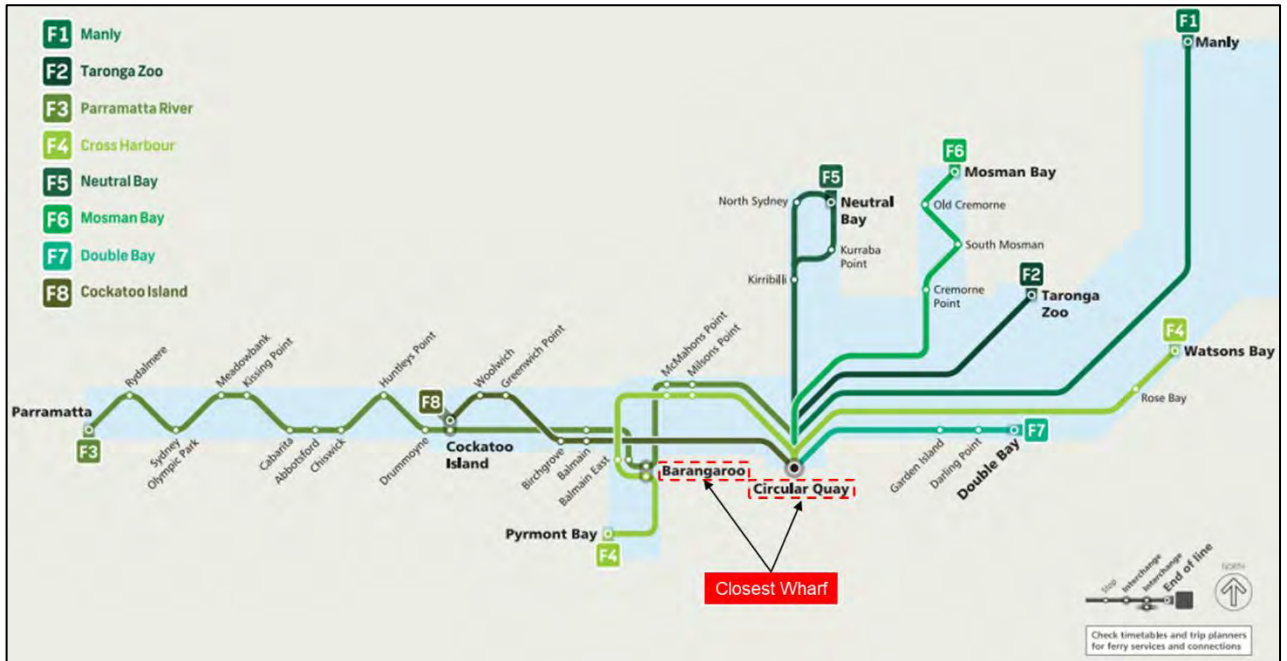 F1 Manly
F2 Taronga Zoo
F3 Parramatta River
F4 Cross Harbour
F5 Neutral Bay
F6 Mosman Bay
F7 Double Bay
F8 Cockatoo Island
F1
Manly
F6
Mosman Bay
Old Cremorne
South Mosman
Cremorne
Point
F5
North Sydney
Neutral
Bay
Kurraba
Point
Kirribilli
F2
Taronga
Zoo
F4
Watsons Bay
Rose Bay
McMahons Point
Milsons Point
Rydalmere
Meadowbank
Kissing Point
Huntleys Point
Woolwich
Greenwich Point
Parramatta
F3
F8
Cockatoo
Island
Sydney
Olympic Park
Cabarita
Abbotsford
Chiswick
Drummoyne
Birchgrove
Balmain
Balmain East
Barangaroo
Circular Quay
Garden Island
Darling Point
Double Bay
F7
Pyrmont Bay
F4
Closest Wharf
Stop
Interchange
Interchange
End of line
NORTH
Check timetables and trip planners
for ferry services and connections